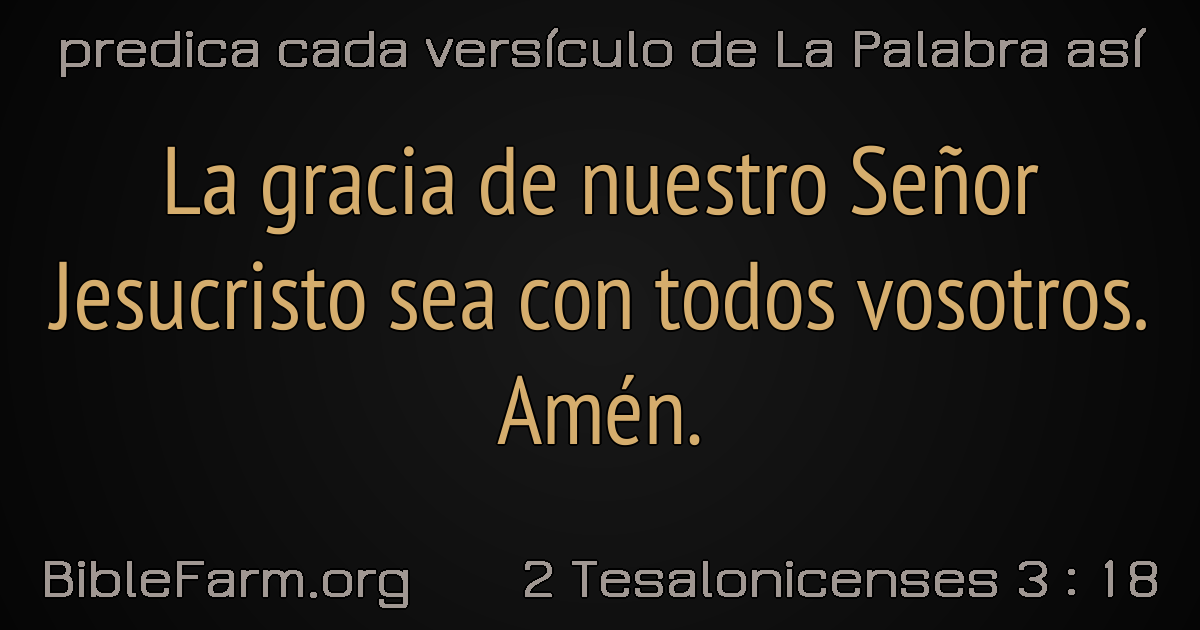 predica cada versículo de La Palabra así
La gracia de nuestro Señor
Jesucristo sea con todos vosotros.
Amén.
BibleFarm.org 2 Tesalonicenses 3 : 18